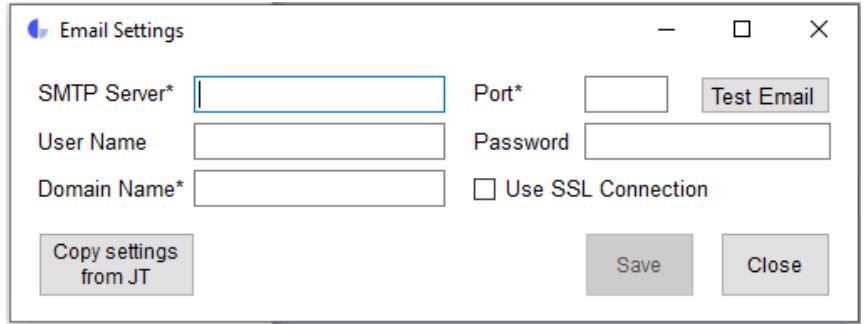 Email Settings
SMTP Server* Port* Test Email
User Name Password
Domain Name* Use SSL Connection
Copy settings
from JT
Save Close